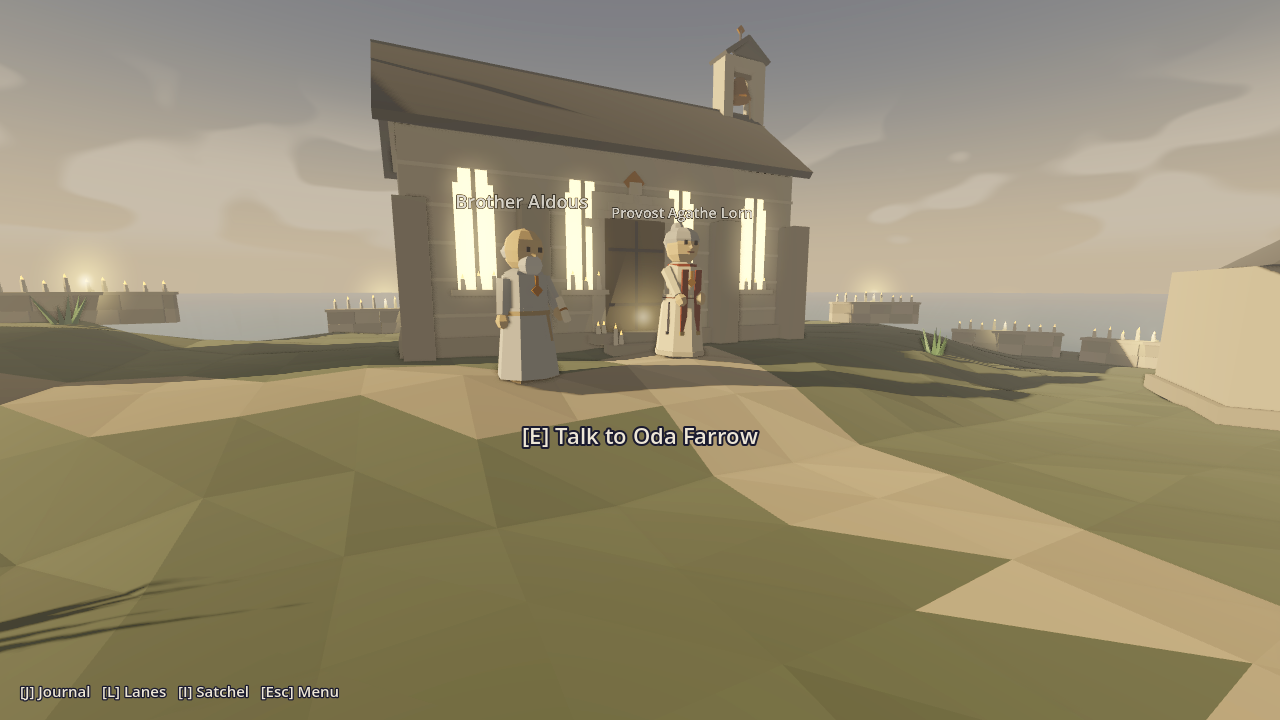 Brother Aldous
Provost Agathe Lorn
[E] Talk to Oda Farrow
[J] Journal [L] Lanes [I] Satchel [Esc] Menu